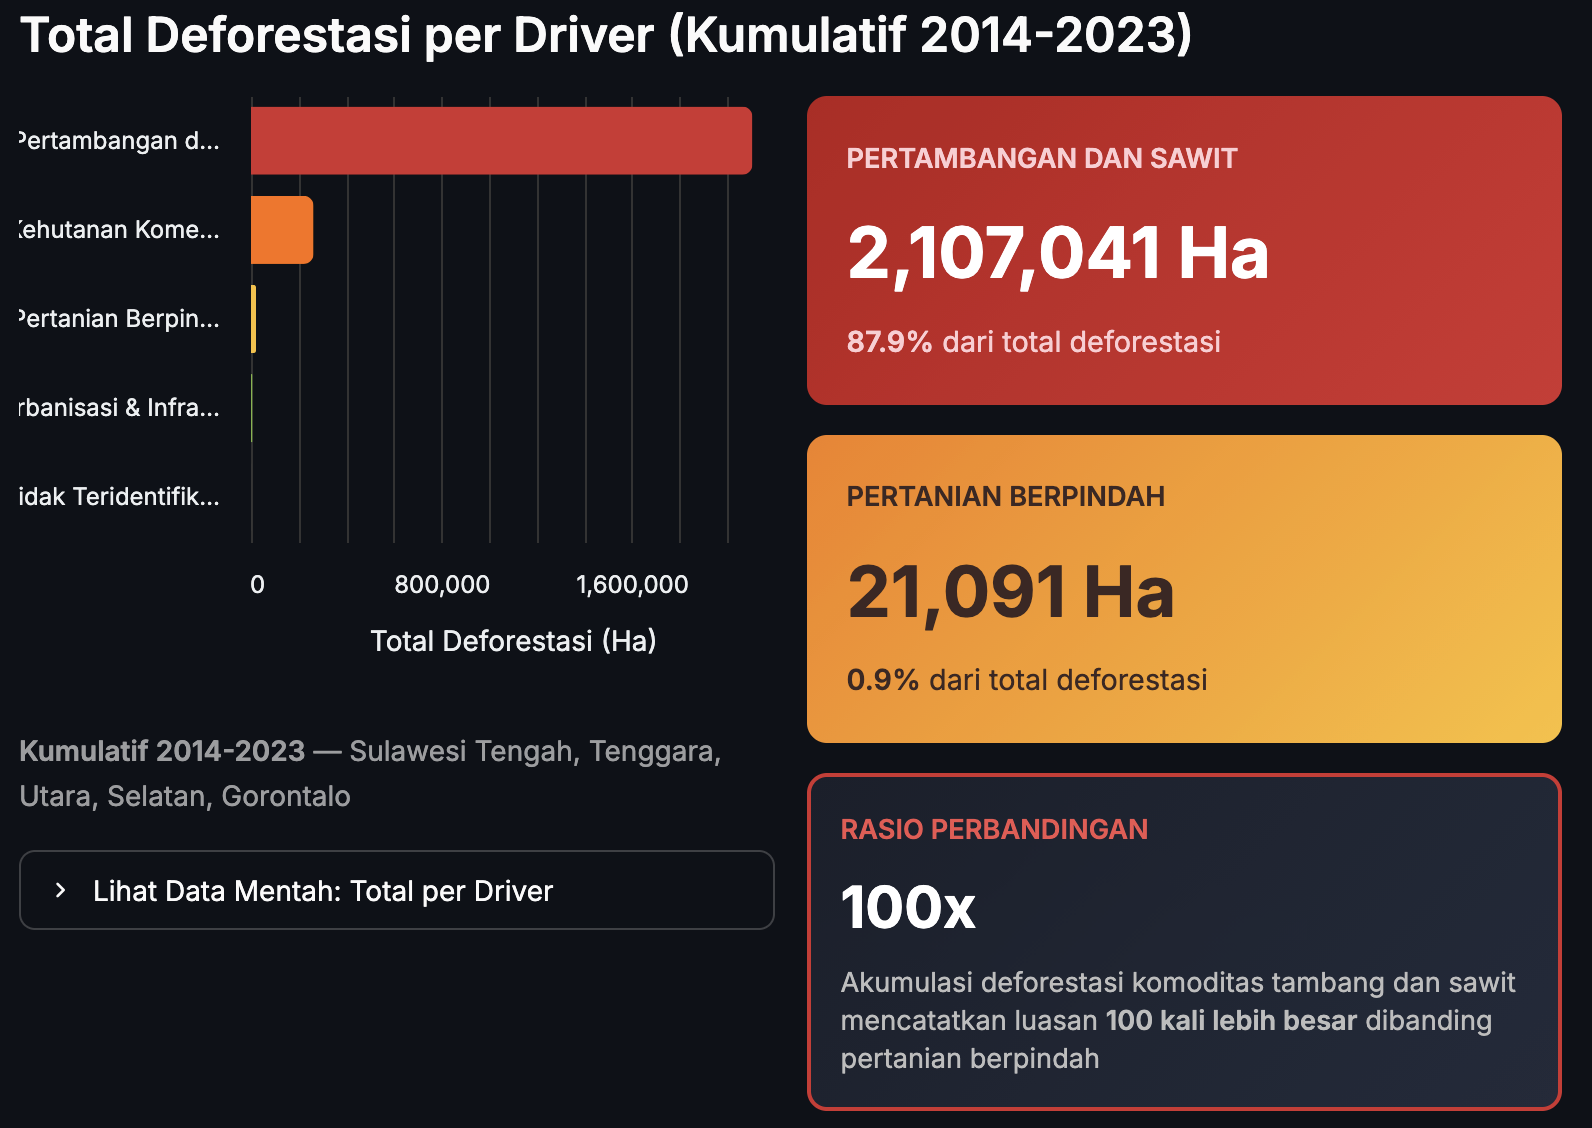 Total Deforestasi per Driver (Kumulatif 2014-2023)
Pertambangan d...
Kehutanan Kome...
Pertanian Berpin...
rbanisasi & Infra...
idak Teridentifik...
0 800,000 1,600,000
Total Deforestasi (Ha)
Kumulatif 2014-2023 — Sulawesi Tengah, Tenggara,
Utara, Selatan, Gorontalo
Lihat Data Mentah: Total per Driver
PERTAMBANGAN DAN SAWIT
2,107,041 Ha
87.9% dari total deforestasi
PERTANIAN BERPINDAH
21,091 Ha
0.9% dari total deforestasi
RASIO PERBANDINGAN
100x
Akumulasi deforestasi komoditas tambang dan sawit
mencatatkan luasan 100 kali lebih besar dibanding
pertanian berpindah